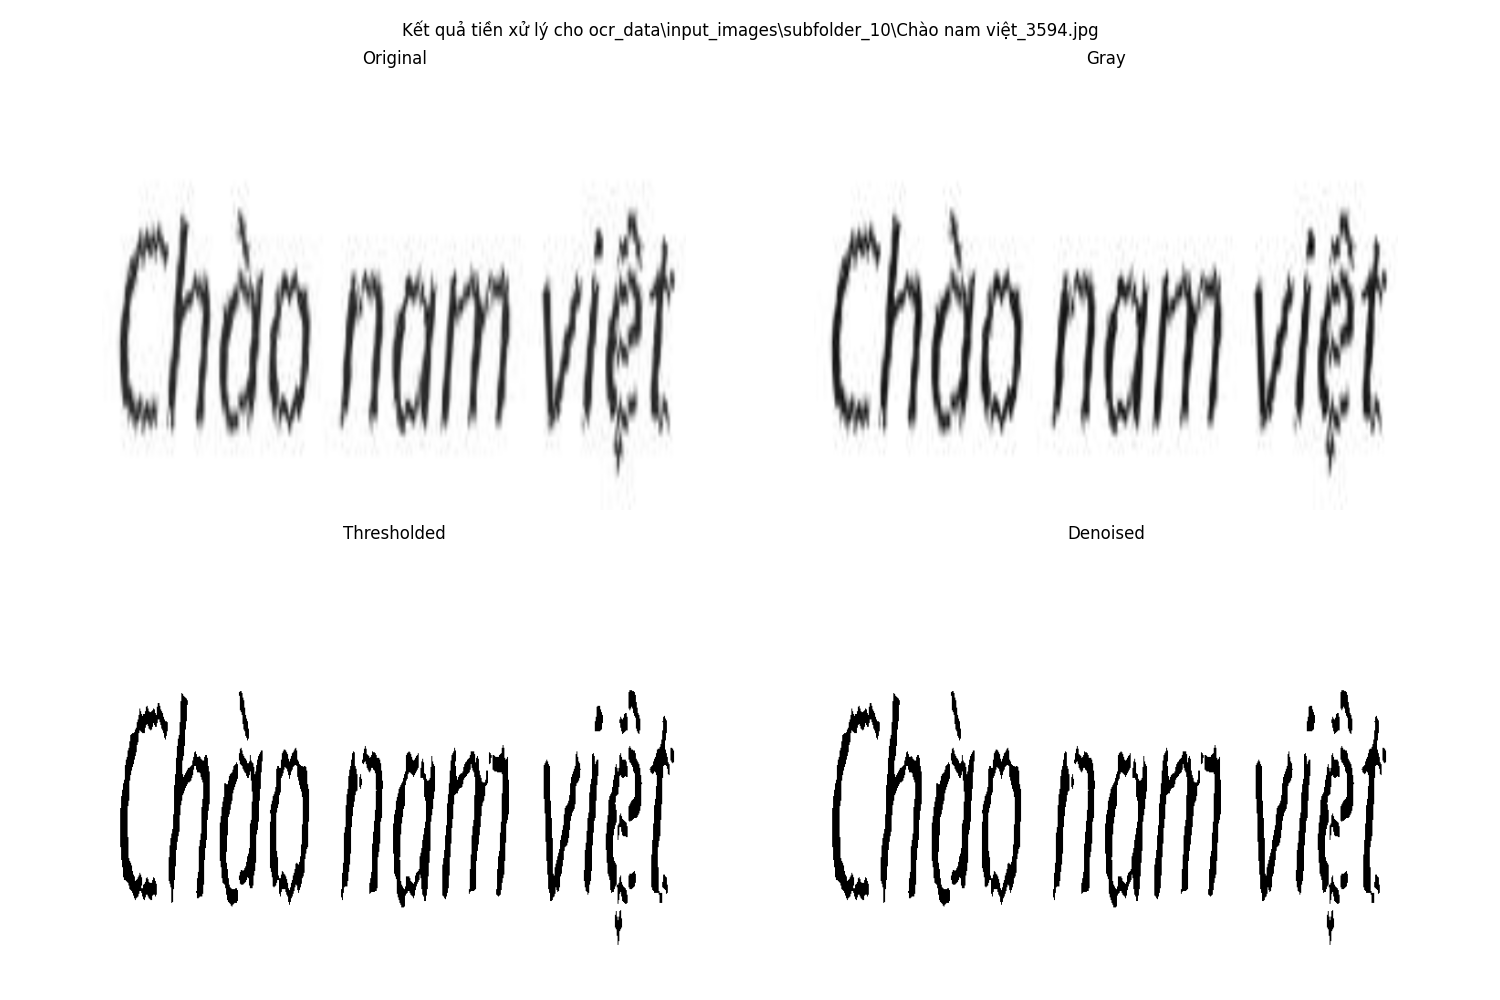 Kết quả tiền xử lý cho ocr_data\input_images\subfolder_10\Chào nam việt_3594.jpg
Original
Gray
Chào nam việt
Chào nam việt
Thresholded
Denoised
Chào nam việt
Chào nam việt